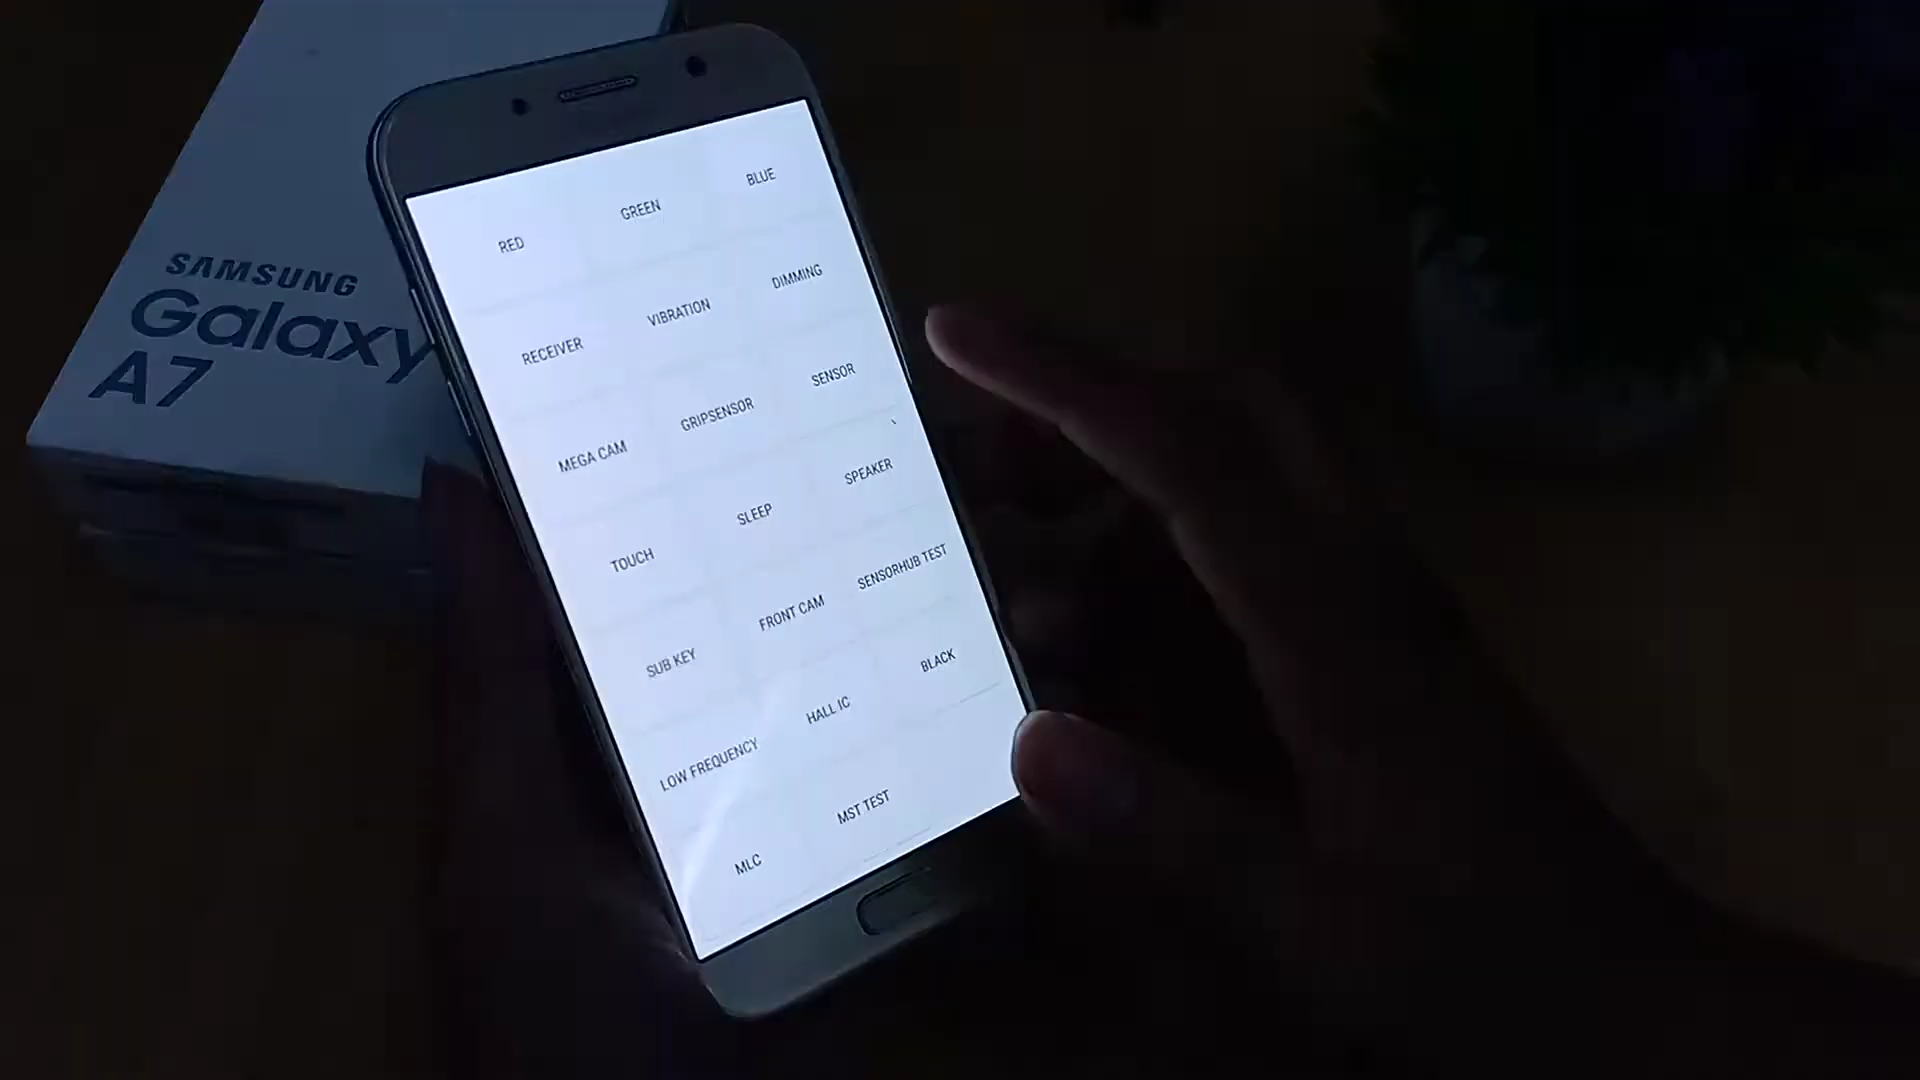 SAMSUNG
Galaxy
A7
RED
GREEN
BLUE
RECEIVER
VIBRATION
DIMMING
MEGA CAM
GRIPSENSOR
SENSOR
TOUCH
SLEEP
SPEAKER
SUB KEY
FRONT CAM
SENSORHUB TEST
LOW FREQUENCY
HALL IC
BLACK
MLC
MST TEST